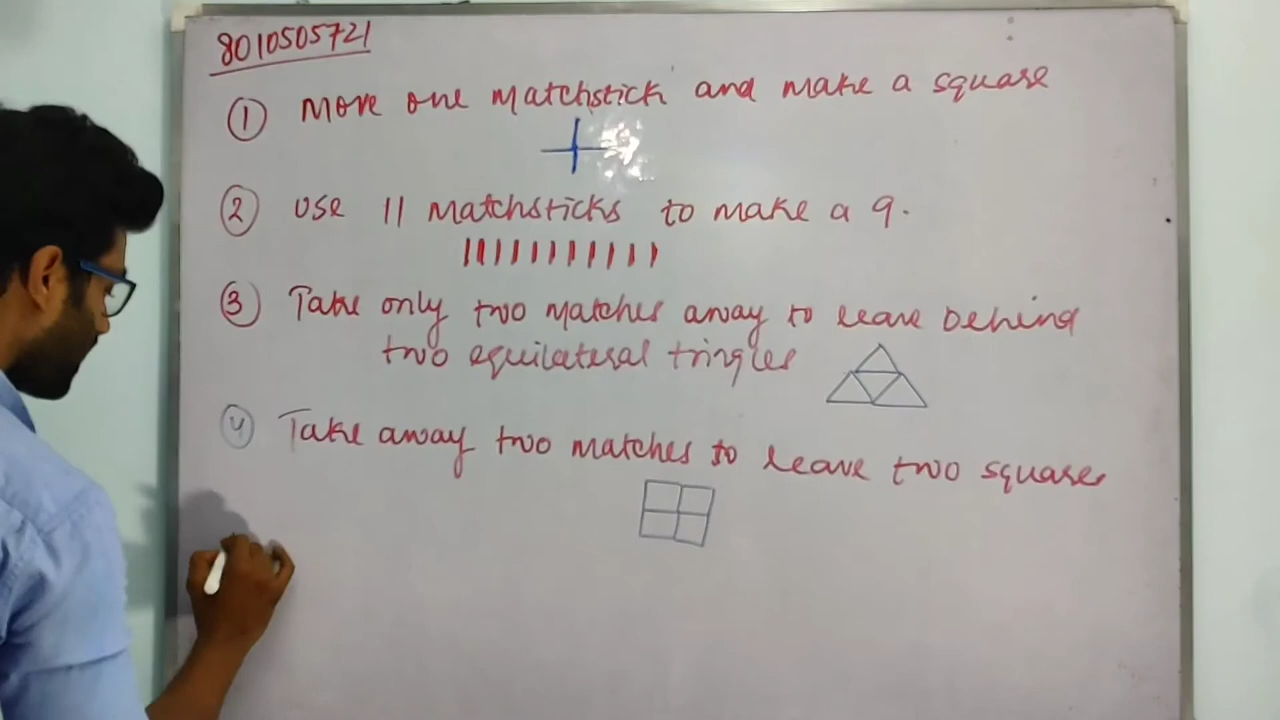 8010505721
① Move one Matchstick and make a square
② Use 11 Matchsticks to make a 9.
③ Take only two Matches away to leave behind
two equilateral tringles
④ Take away two matches to leave two squares